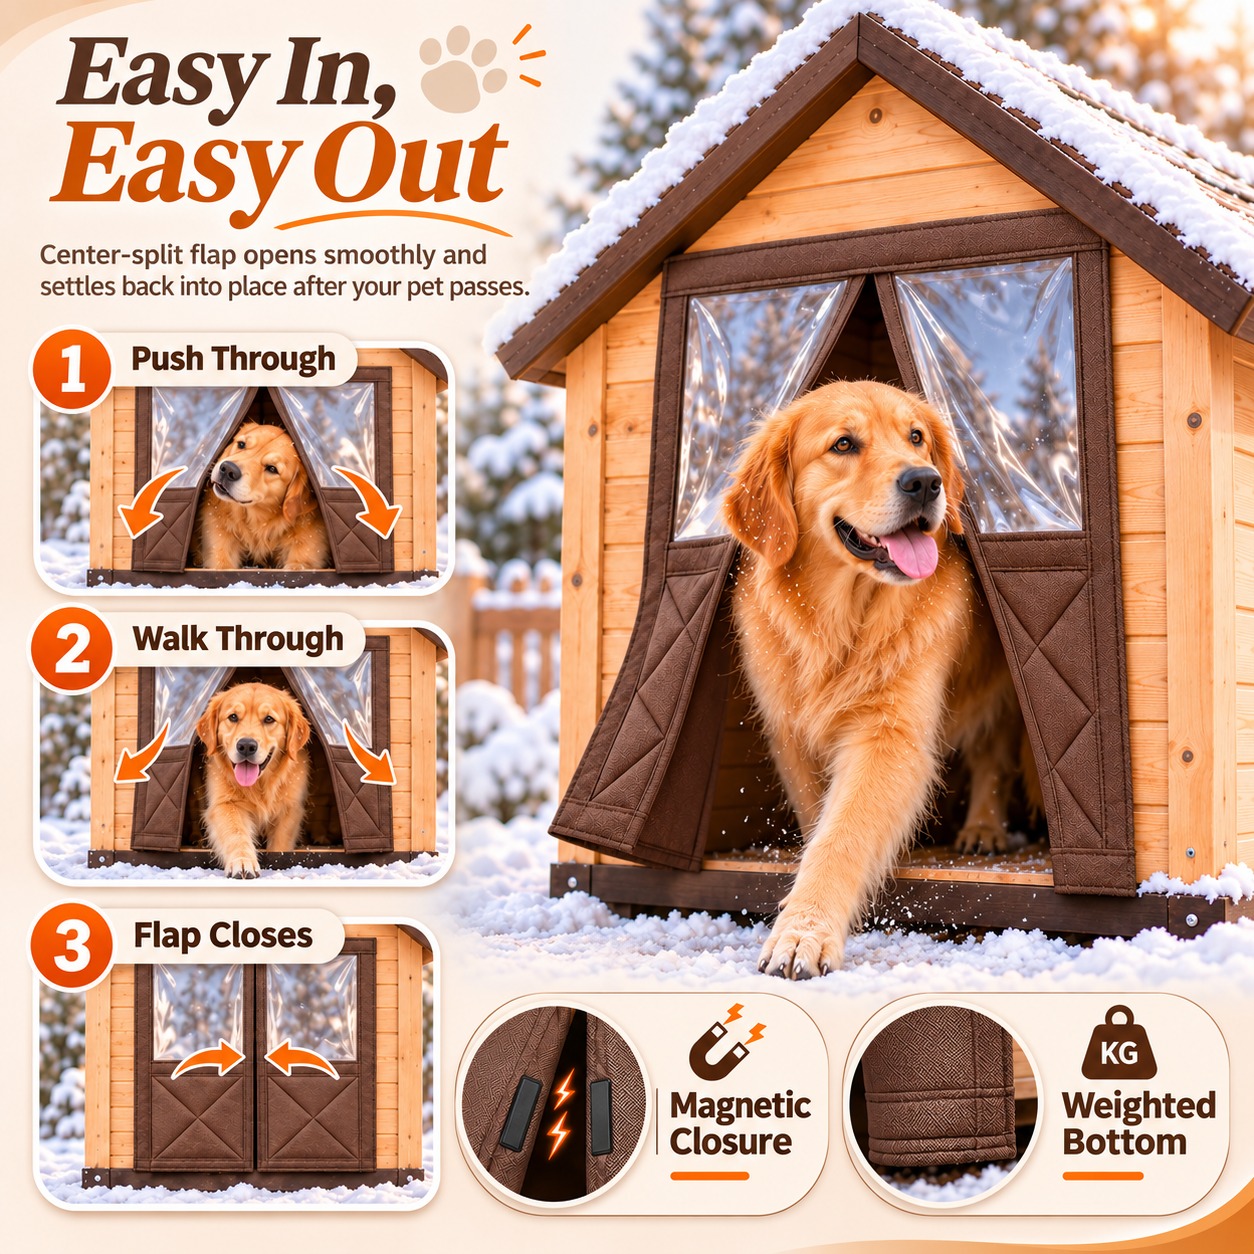 Easy In,
Easy Out
Center-split flap opens smoothly and
settles back into place after your pet passes.
1 Push Through
2 Walk Through
3 Flap Closes
Magnetic
Closure
KG
Weighted
Bottom